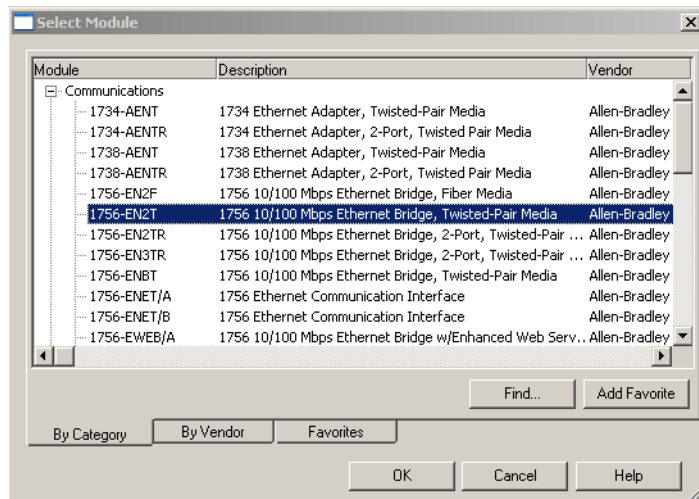 Select Module
Module Description Vendor
Communications
1734-AENT 1734 Ethernet Adapter, Twisted-Pair Media Allen-Bradley
1734-AENTR 1734 Ethernet Adapter, 2-Port, Twisted Pair Media Allen-Bradley
1738-AENT 1738 Ethernet Adapter, Twisted-Pair Media Allen-Bradley
1738-AENTR 1738 Ethernet Adapter, 2-Port, Twisted Pair Media Allen-Bradley
1756-EN2F 1756 10/100 Mbps Ethernet Bridge, Fiber Media Allen-Bradley
1756-EN2T 1756 10/100 Mbps Ethernet Bridge, Twisted-Pair Media Allen-Bradley
1756-EN2TR 1756 10/100 Mbps Ethernet Bridge, 2-Port, Twisted-Pair ... Allen-Bradley
1756-EN3TR 1756 10/100 Mbps Ethernet Bridge, 2-Port, Twisted-Pair ... Allen-Bradley
1756-ENBT 1756 10/100 Mbps Ethernet Bridge, Twisted-Pair Media Allen-Bradley
1756-ENET/A 1756 Ethernet Communication Interface Allen-Bradley
1756-ENET/B 1756 Ethernet Communication Interface Allen-Bradley
1756-EWEB/A 1756 10/100 Mbps Ethernet Bridge w/Enhanced Web Serv... Allen-Bradley
Find... Add Favorite
By Category By Vendor Favorites
OK Cancel Help